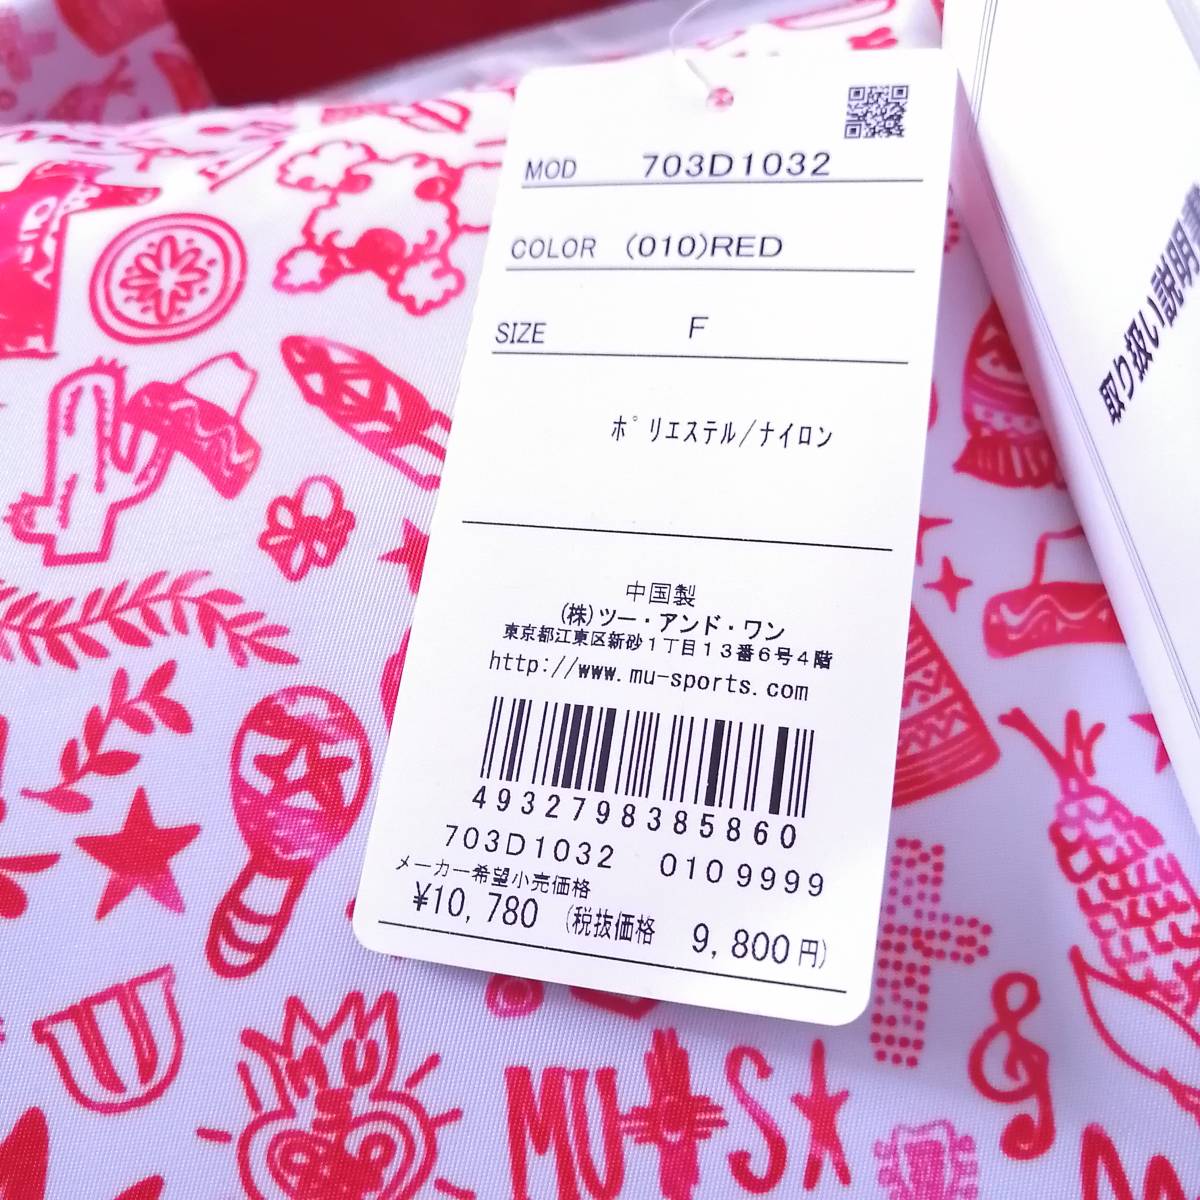 MOD 703D1032
COLOR (010)RED
SIZE F
ポリエステル/ナイロン
中国製
(株)ツー・アンド・ワン
東京都江東区新砂1丁目13番6号4階
http://www.mu-sports.com
4932798385860
703D1032 010 9999
メーカー希望小売価格
¥10,780 (税抜価格 9,800円)
取り扱い説明
U
MU
MU S